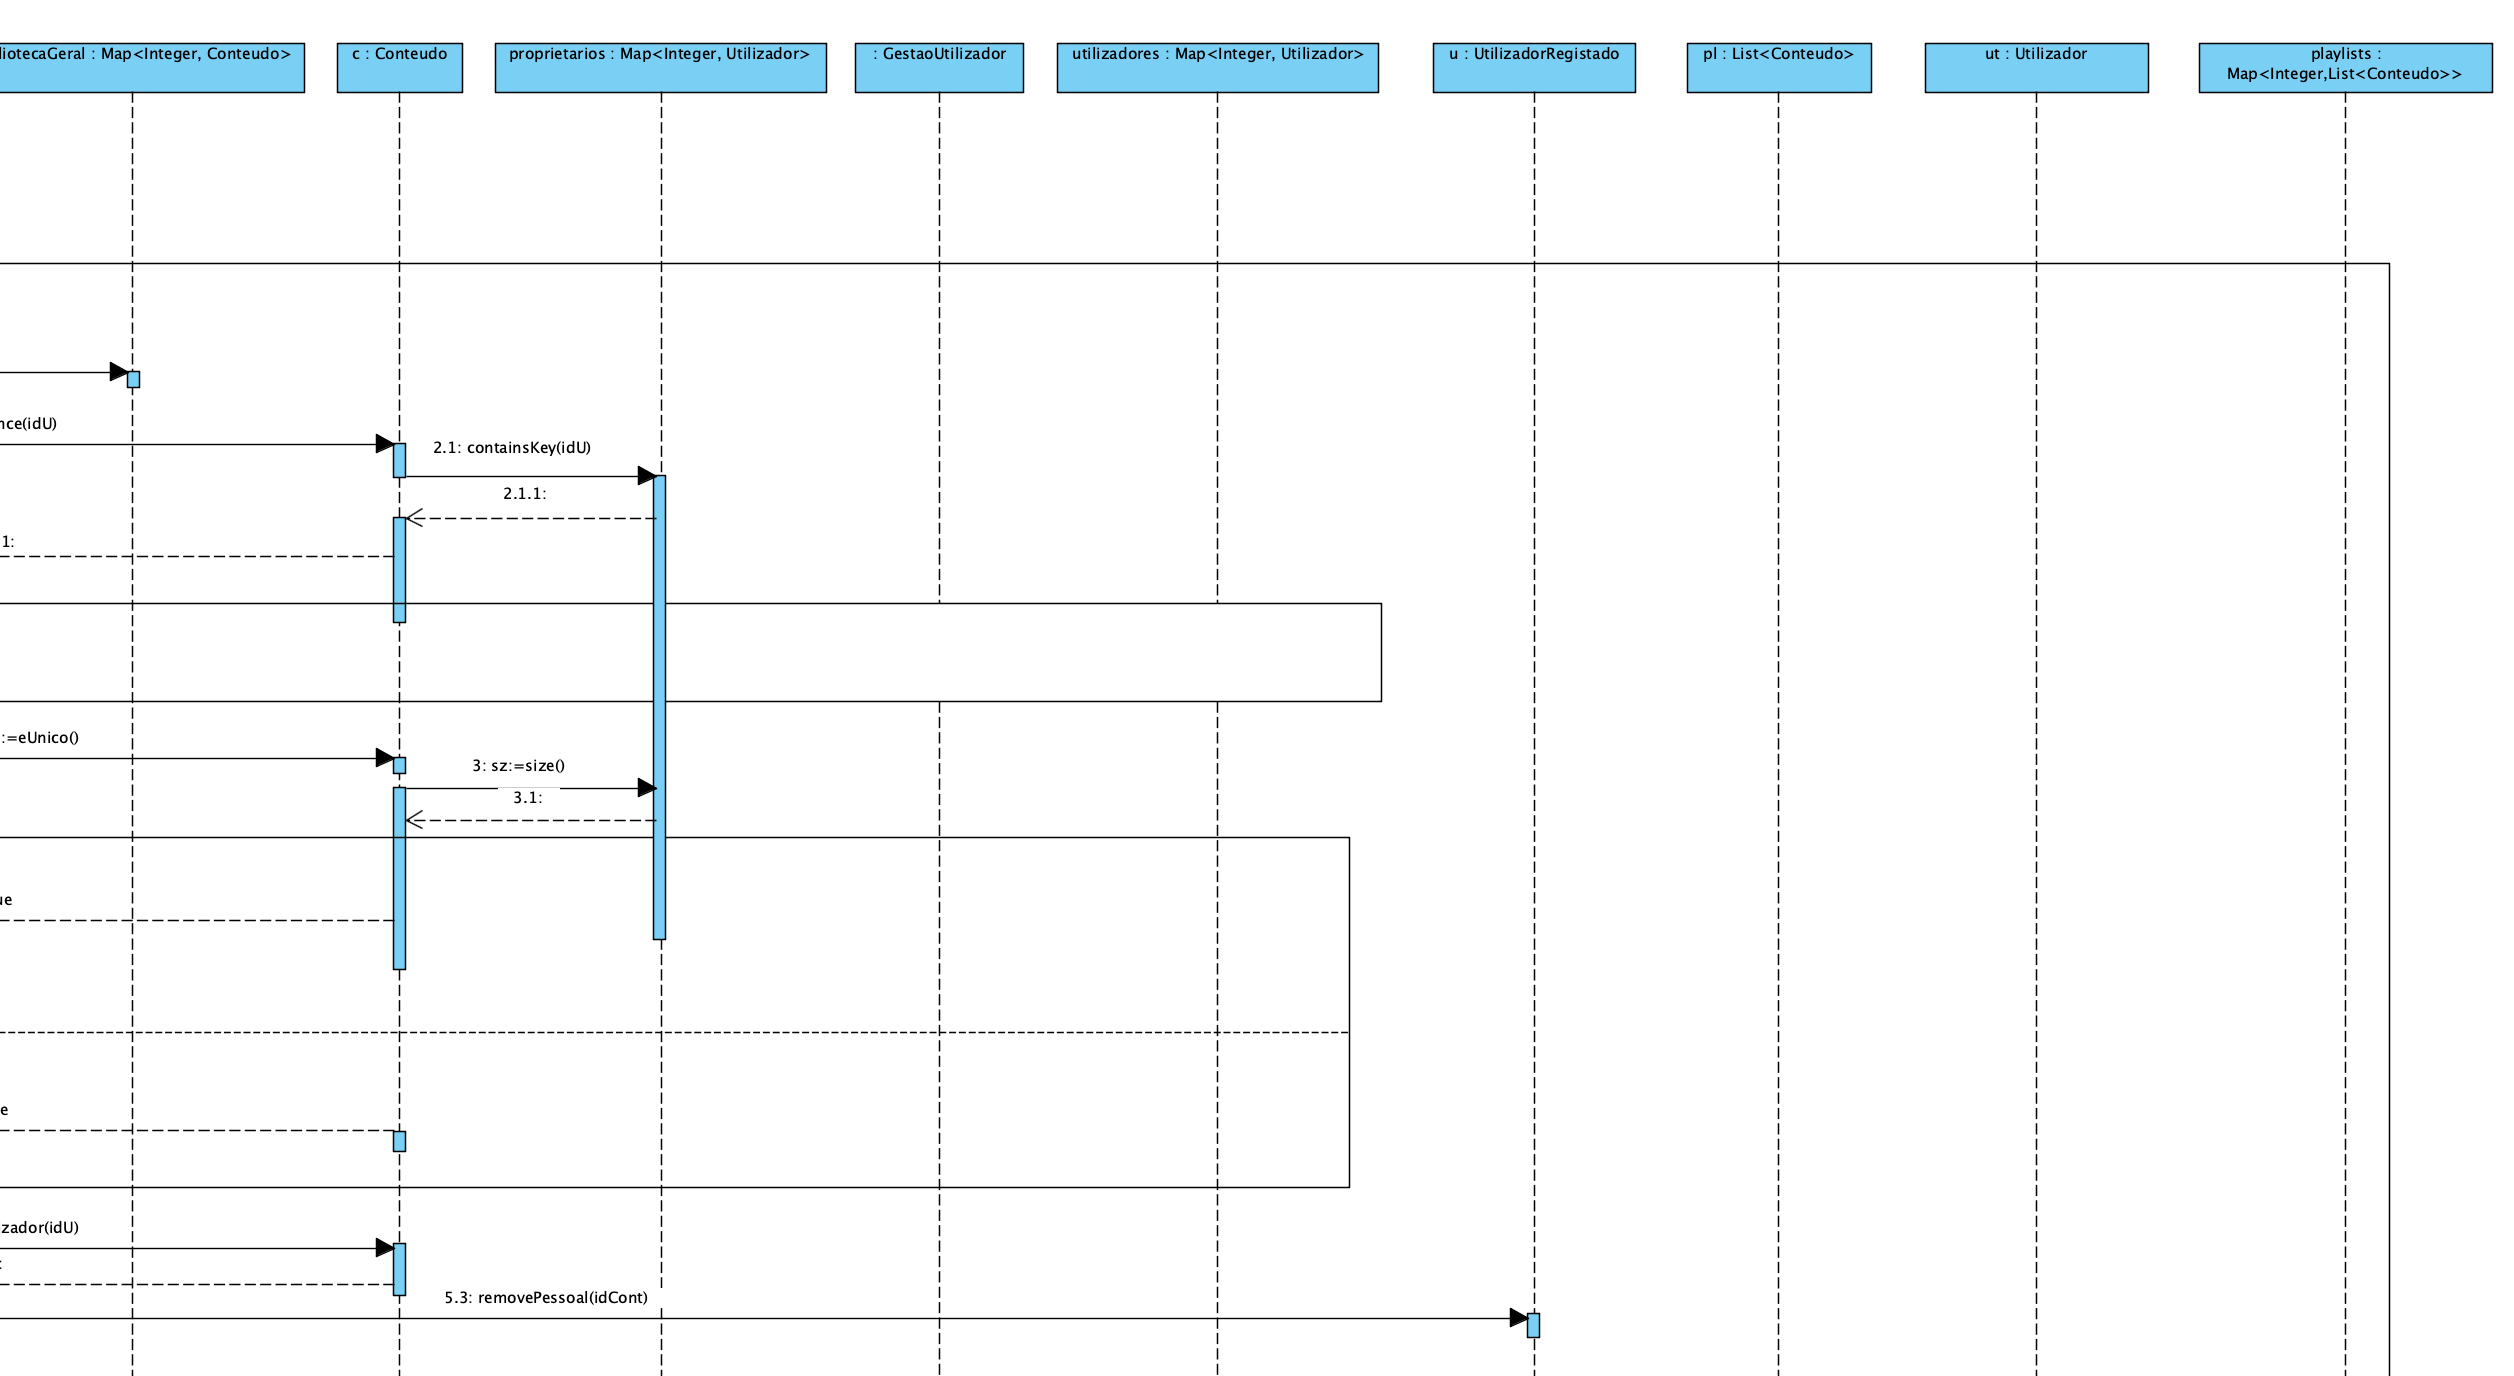 liotecaGeral : Map<Integer, Conteudo>
c : Conteudo
proprietarios : Map<Integer, Utilizador>
: GestaoUtilizador
utilizadores : Map<Integer, Utilizador>
u : UtilizadorRegistado
pl : List<Conteudo>
ut : Utilizador
playlists :
Map<Integer,List<Conteudo>>
nce(idU)
2.1: containsKey(idU)
2.1.1:
1:
:=eUnico()
3: sz:=size()
3.1:
ue
e
zador(idU)
:
5.3: removePessoal(idCont)